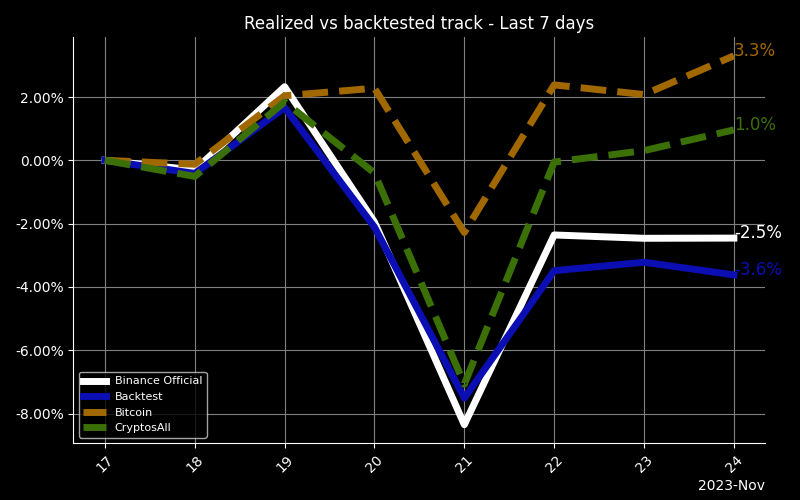 Realized vs backtested track - Last 7 days
3.3%
2.00%
1.0%
0.00%
-2.00%
-2.5%
-3.6%
-4.00%
-6.00%
-8.00%
Binance Official
Backtest
Bitcoin
CryptosAll
17 18 19 20 21 22 23 24
2023-Nov